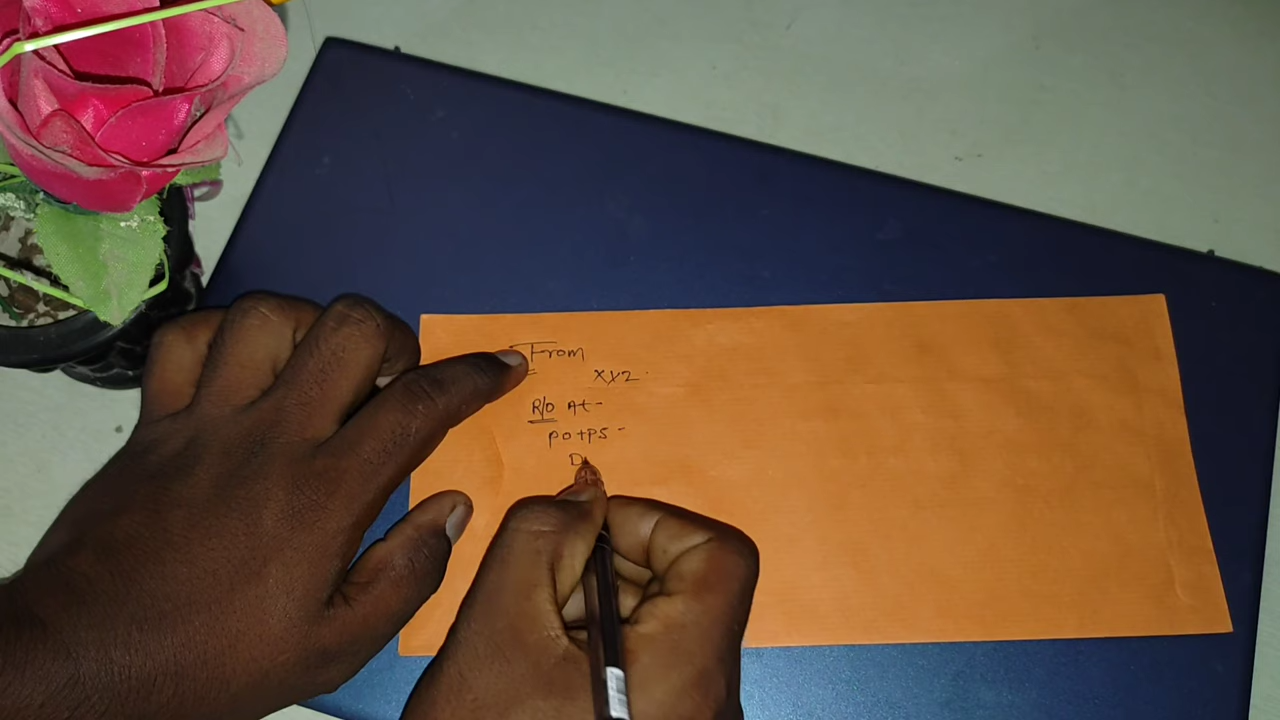 From
XYZ.
R/O At-
PO+PS-
D